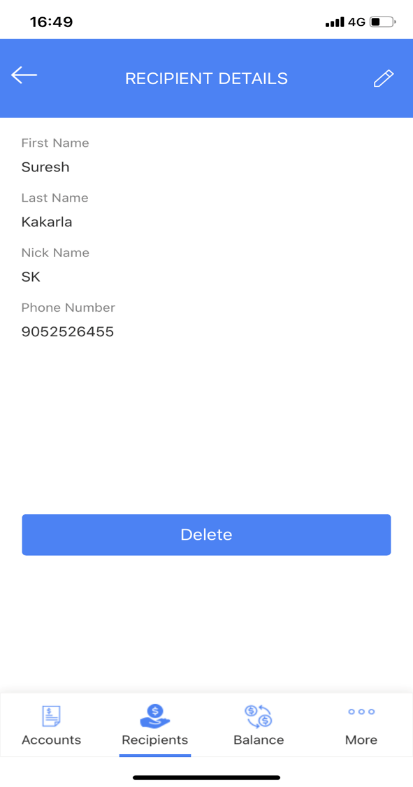 16:49
4G
RECIPIENT DETAILS
First Name
Suresh
Last Name
Kakarla
Nick Name
SK
Phone Number
9052526455
Delete
Accounts
Recipients
Balance
More